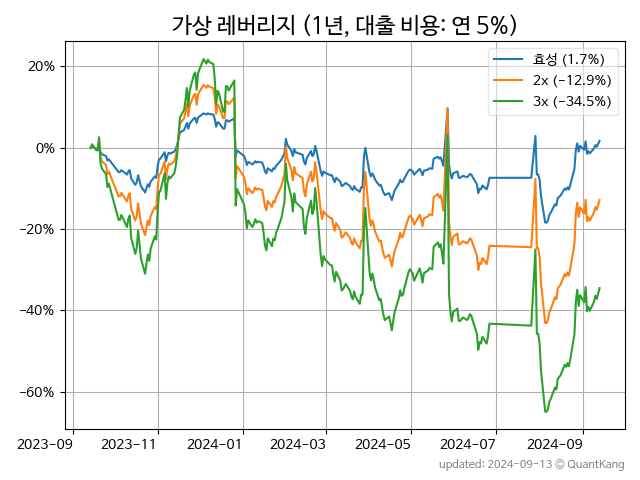 가상 레버리지 (1년, 대출 비용: 연 5%)
효성 (1.7%)
2x (−12.9%)
3x (−34.5%)
20%
0%
−20%
−40%
−60%
2023-09
2023-11
2024-01
2024-03
2024-05
2024-07
2024-09
updated: 2024-09-13 ⓒ QuantKang